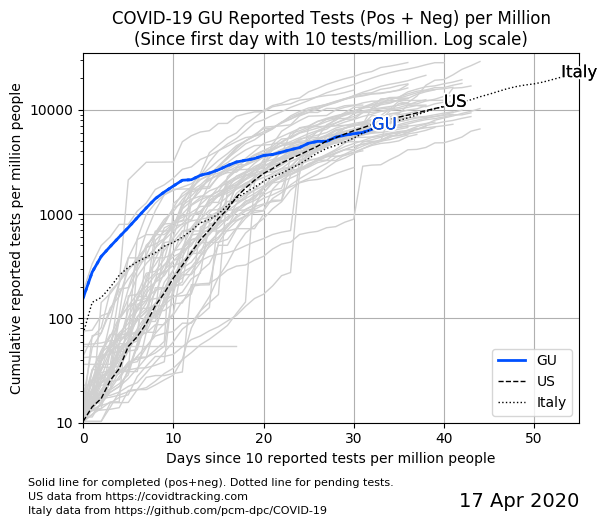 COVID-19 GU Reported Tests (Pos + Neg) per Million
(Since first day with 10 tests/million. Log scale)
Cumulative reported tests per million people
10000
1000
100
10
Italy
US
GU
GU
US
Italy
0
10
20
30
40
50
Days since 10 reported tests per million people
Solid line for completed (pos+neg). Dotted line for pending tests.
US data from https://covidtracking.com
Italy data from https://github.com/pcm-dpc/COVID-19
17 Apr 2020